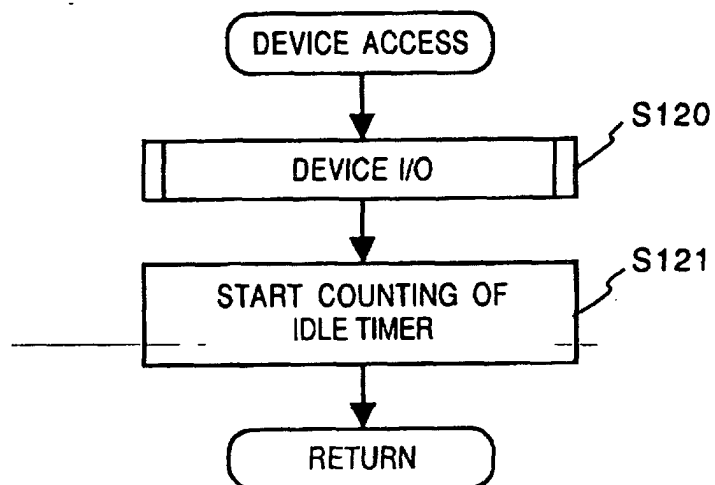 DEVICE ACCESS
S120
DEVICE I/O
S121
START COUNTING OF
IDLE TIMER
RETURN